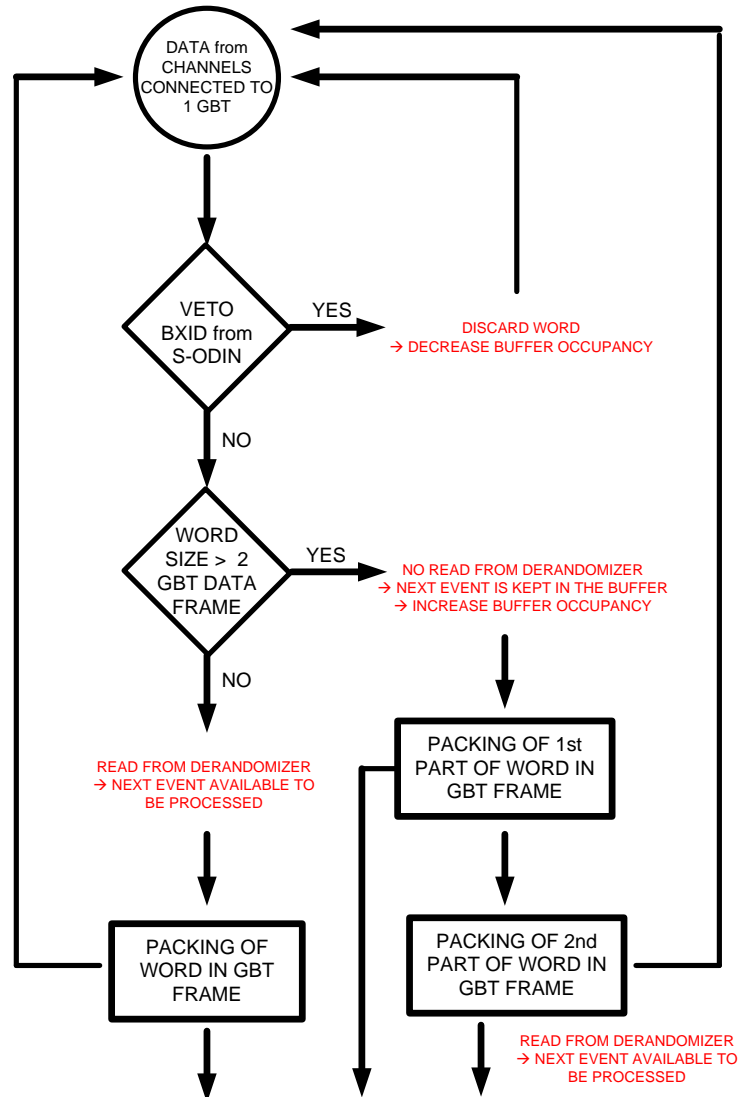 DATA from
CHANNELS
CONNECTED TO
1 GBT
VETO
BXID from
S-ODIN
YES
DISCARD WORD
→ DECREASE BUFFER OCCUPANCY
NO
WORD
SIZE > 2
GBT DATA
FRAME
YES
NO READ FROM DERANDOMIZER
→ NEXT EVENT IS KEPT IN THE BUFFER
→ INCREASE BUFFER OCCUPANCY
NO
READ FROM DERANDOMIZER
→ NEXT EVENT AVAILABLE TO
BE PROCESSED
PACKING OF 1st
PART OF WORD IN
GBT FRAME
PACKING OF
WORD IN GBT
FRAME
PACKING OF 2nd
PART OF WORD IN
GBT FRAME
READ FROM DERANDOMIZER
→ NEXT EVENT AVAILABLE TO
BE PROCESSED